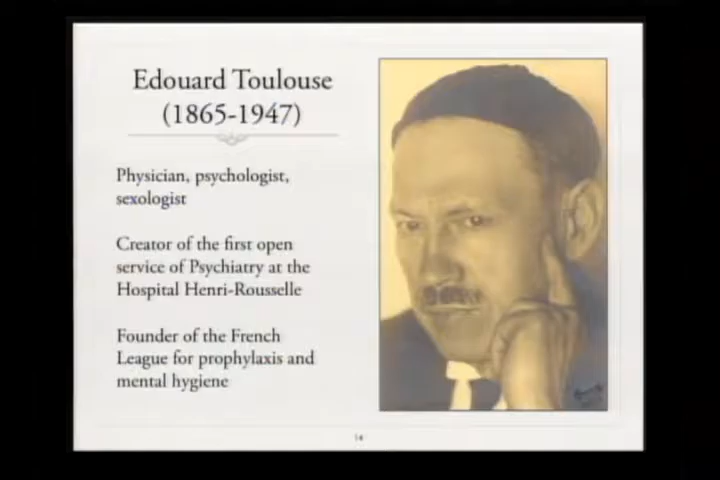 Edouard Toulouse
(1865-1947)
Physician, psychologist,
sexologist
Creator of the first open
service of Psychiatry at the
Hospital Henri-Rousselle
Founder of the French
League for prophylaxis and
mental hygiene
14